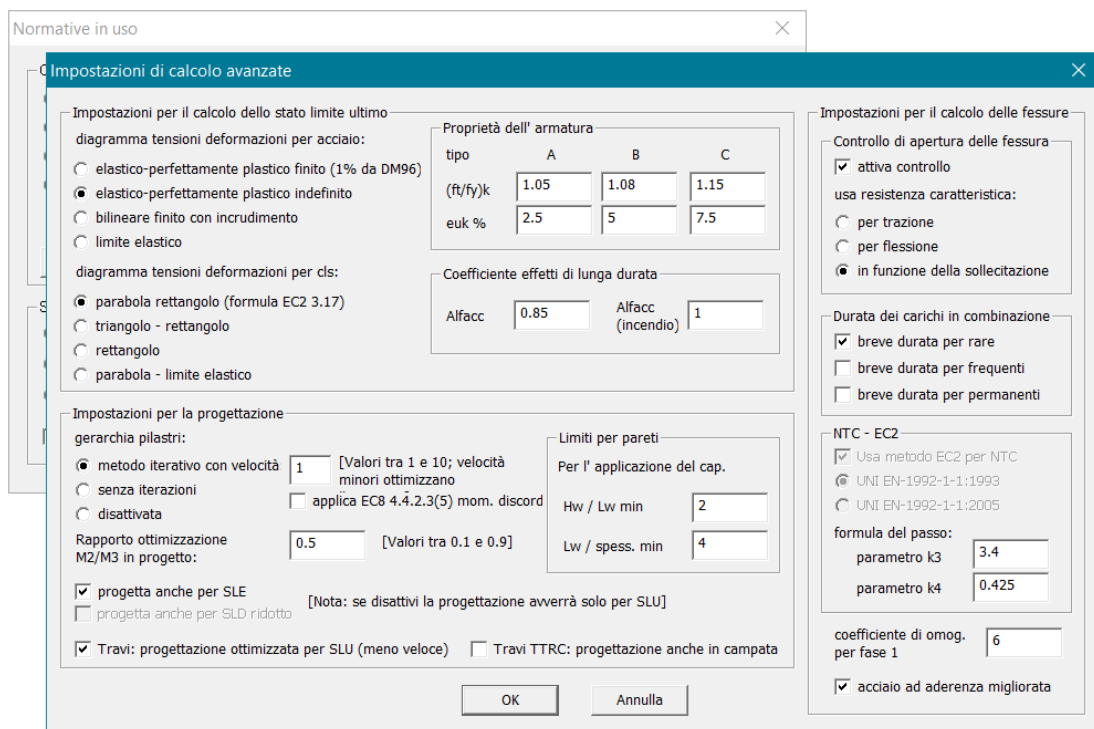 Normative in uso
Impostazioni di calcolo avanzate
Impostazioni per il calcolo dello stato limite ultimo
diagramma tensioni deformazioni per acciaio:
elastico-perfettamente plastico finito (1% da DM96)
elastico-perfettamente plastico indefinito
bilineare finito con incrudimento
limite elastico
diagramma tensioni deformazioni per cls:
parabola rettangolo (formula EC2 3.17)
triangolo - rettangolo
rettangolo
parabola - limite elastico
Proprietà dell' armatura
tipo A B C
(ft/fy)k 1.05 1.08 1.15
euk % 2.5 5 7.5
Coefficiente effetti di lunga durata
Alfacc 0.85 Alfacc (incendio) 1
Impostazioni per la progettazione
gerarchia pilastri:
metodo iterativo con velocità 1 [Valori tra 1 e 10; velocità
minori ottimizzano
senza iterazioni
applica EC8 4.4.2.3(5) mom. discord
disattivata
Rapporto ottimizzazione
M2/M3 in progetto: 0.5 [Valori tra 0.1 e 0.9]
progetta anche per SLE
progetta anche per SLD ridotto
[Nota: se disattivi la progettazione avverrà solo per SLU]
Travi: progettazione ottimizzata per SLU (meno veloce)
Travi TTRC: progettazione anche in campata
Limiti per pareti
Per l' applicazione del cap.
Hw / Lw min 2
Lw / spess. min 4
OK
Annulla
Impostazioni per il calcolo delle fessure
Controllo di apertura delle fessura
attiva controllo
usa resistenza caratteristica:
per trazione
per flessione
in funzione della sollecitazione
Durata dei carichi in combinazione
breve durata per rare
breve durata per frequenti
breve durata per permanenti
NTC - EC2
Usa metodo EC2 per NTC
UNI EN-1992-1-1:1993
UNI EN-1992-1-1:2005
formula del passo:
parametro k3 3.4
parametro k4 0.425
coefficiente di omog.
per fase 1 6
acciaio ad aderenza migliorata